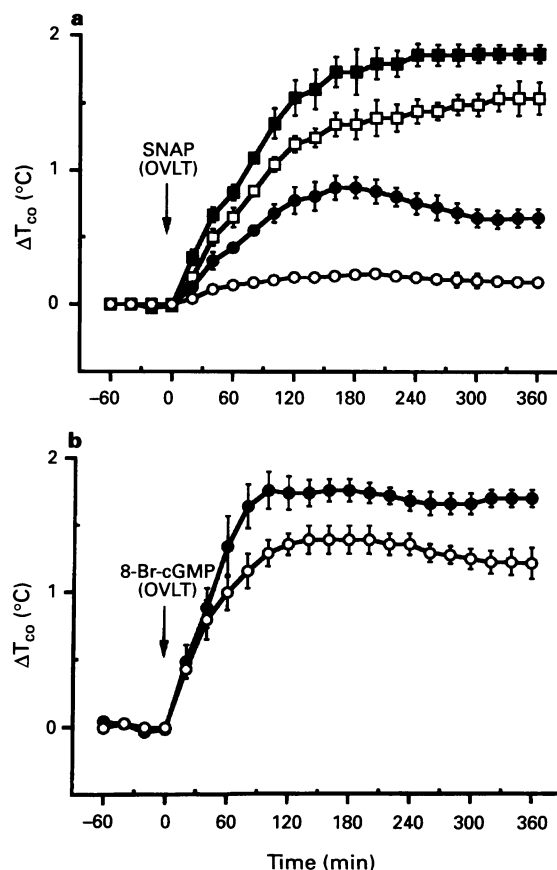 a
2
1
0
ΔTco (°C)
SNAP
(OVLT)
−60 0 60 120 180 240 300 360
b
2
1
0
ΔTco (°C)
8-Br-cGMP
(OVLT)
−60 0 60 120 180 240 300 360
Time (min)